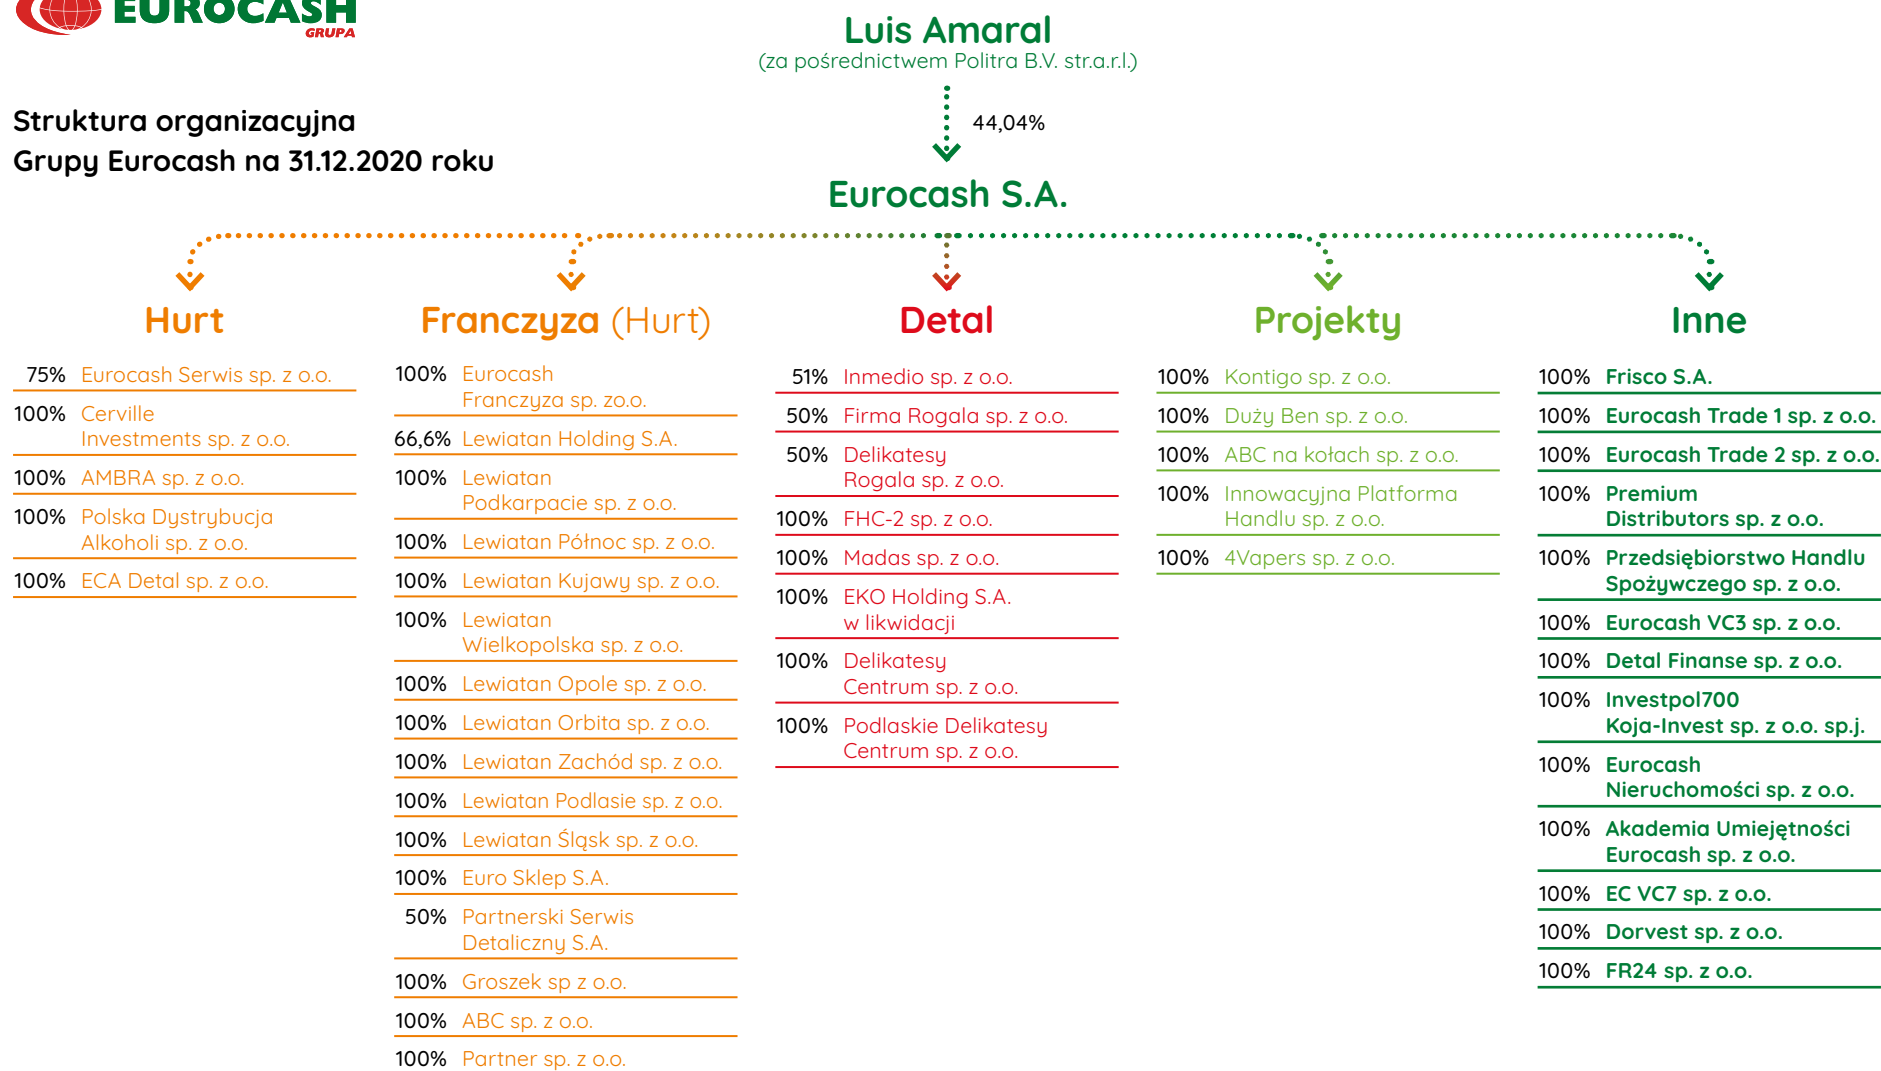 EUROCASH
GRUPA
Luis Amaral
(za pośrednictwem Politra B.V. str.a.r.l.)
44,04%
Struktura organizacyjna
Grupy Eurocash na 31.12.2020 roku
Eurocash S.A.
Hurt
75% Eurocash Serwis sp. z o.o.
100% Cerville
Investments sp. z o.o.
100% AMBRA sp. z o.o.
100% Polska Dystrybucja
Alkoholi sp. z o.o.
100% ECA Detal sp. z o.o.
Franczyza (Hurt)
100% Eurocash
Franczyza sp. zo.o.
66,6% Lewiatan Holding S.A.
100% Lewiatan
Podkarpacie sp. z o.o.
100% Lewiatan Północ sp. z o.o.
100% Lewiatan Kujawy sp. z o.o.
100% Lewiatan
Wielkopolska sp. z o.o.
100% Lewiatan Opole sp. z o.o.
100% Lewiatan Orbita sp. z o.o.
100% Lewiatan Zachód sp. z o.o.
100% Lewiatan Podlasie sp. z o.o.
100% Lewiatan Śląsk sp. z o.o.
100% Euro Sklep S.A.
50% Partnerski Serwis
Detaliczny S.A.
100% Groszek sp z o.o.
100% ABC sp. z o.o.
100% Partner sp. z o.o.
Detal
51% Inmedio sp. z o.o.
50% Firma Rogala sp. z o.o.
50% Delikatesy
Rogala sp. z o.o.
100% FHC-2 sp. z o.o.
100% Madas sp. z o.o.
100% EKO Holding S.A.
w likwidacji
100% Delikatesy
Centrum sp. z o.o.
100% Podlaskie Delikatesy
Centrum sp. z o.o.
Projekty
100% Kontigo sp. z o.o.
100% Duży Ben sp. z o.o.
100% ABC na kołach sp. z o.o.
100% Innowacyjna Platforma
Handlu sp. z o.o.
100% 4Vapers sp. z o.o.
Inne
100% Frisco S.A.
100% Eurocash Trade 1 sp. z o.o.
100% Eurocash Trade 2 sp. z o.o.
100% Premium
Distributors sp. z o.o.
100% Przedsiębiorstwo Handlu
Spożywczego sp. z o.o.
100% Eurocash VC3 sp. z o.o.
100% Detal Finanse sp. z o.o.
100% Investpol700
Koja-Invest sp. z o.o. sp.j.
100% Eurocash
Nieruchomości sp. z o.o.
100% Akademia Umiejętności
Eurocash sp. z o.o.
100% EC VC7 sp. z o.o.
100% Dorvest sp. z o.o.
100% FR24 sp. z o.o.